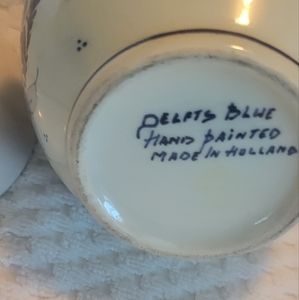 DELFTS BLUE
HAND PAINTED
MADE IN HOLLAND